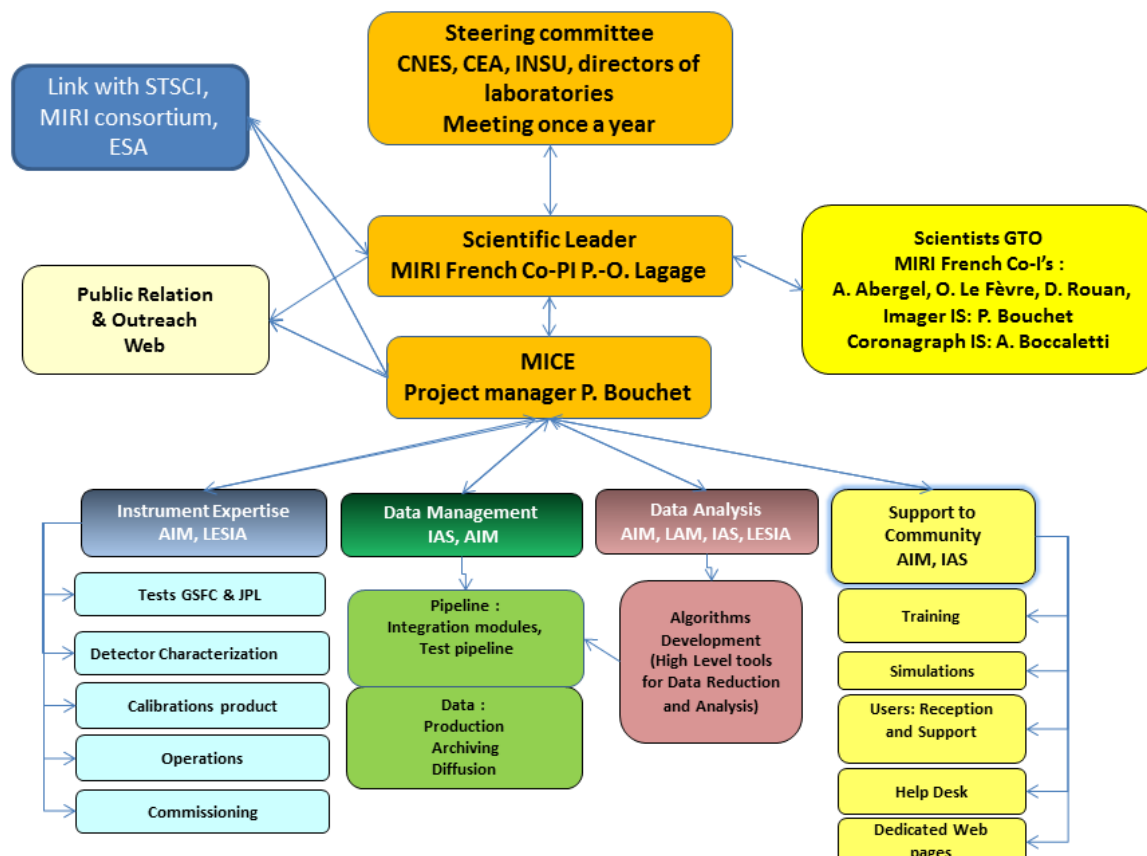 Steering committee
CNES, CEA, INSU, directors of
laboratories
Meeting once a year
Link with STSCI,
MIRI consortium,
ESA
Scientific Leader
MIRI French Co-PI P.-O. Lagage
Scientists GTO
MIRI French Co-I's :
A. Abergel, O. Le Fèvre, D. Rouan,
Imager IS: P. Bouchet
Coronagraph IS: A. Boccaletti
Public Relation
& Outreach
Web
MICE
Project manager P. Bouchet
Instrument Expertise
AIM, LESIA
Tests GSFC & JPL
Detector Characterization
Calibrations product
Operations
Commissioning
Data Management
IAS, AIM
Pipeline :
Integration modules,
Test pipeline
Data :
Production
Archiving
Diffusion
Data Analysis
AIM, LAM, IAS, LESIA
Algorithms
Development
(High Level tools
for Data Reduction
and Analysis)
Support to
Community
AIM, IAS
Training
Simulations
Users: Reception
and Support
Help Desk
Dedicated Web
pages